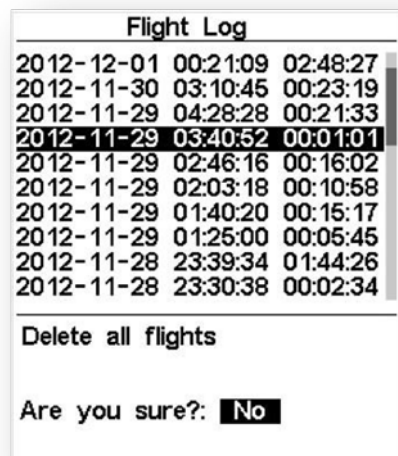 Flight Log
2012-12-01 00:21:09 02:48:27
2012-11-30 03:10:45 00:23:19
2012-11-29 04:28:28 00:21:33
2012-11-29 03:40:52 00:01:01
2012-11-29 02:46:16 00:16:02
2012-11-29 02:03:18 00:10:58
2012-11-29 01:40:20 00:15:17
2012-11-29 01:25:00 00:05:45
2012-11-28 23:39:34 01:44:26
2012-11-28 23:30:38 00:02:34
Delete all flights
Are you sure?: No